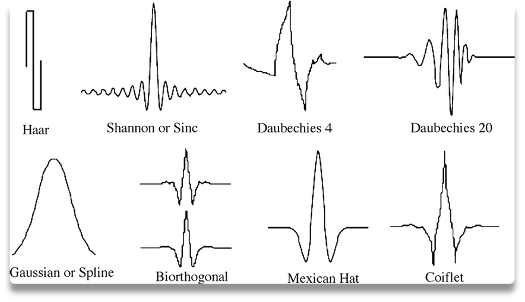 Haar
Shannon or Sinc
Daubechies 4
Daubechies 20
Gaussian or Spline
Biorthogonal
Mexican Hat
Coiflet